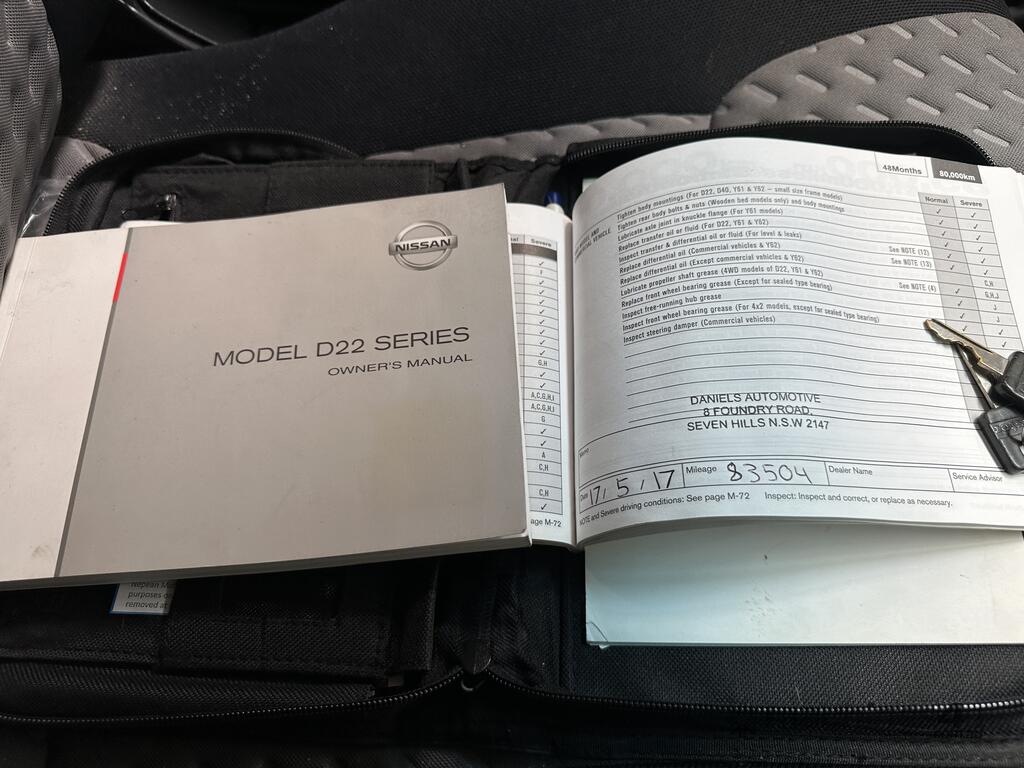 NISSAN
MODEL D22 SERIES
OWNER'S MANUAL
Nepean M
purposes o
removed at
Severe
G,H
A,C,G,H,I
A,C,G,H,I
G
A
C,H
C,H
age M-72
48Months 80,000km
Normal Severe
Tighten body mountings (For D22, D40, Y61 & Y62 – small size frame models)
Tighten rear body bolts & nuts (Wooden bed models only) and body mountings
Lubricate axle joint in knuckle flange (For Y61 models)
Replace transfer oil or fluid (For D22, Y61 & Y62)
Inspect transfer & differential oil or fluid (For level & leaks)
Replace differential oil (Commercial vehicles & Y62) See NOTE (12)
Replace differential oil (Except commercial vehicles & Y62) See NOTE (13)
Lubricate propeller shaft grease (4WD models of D22, Y61 & Y62) C,H
Replace front wheel bearing grease (Except for sealed type bearing) See NOTE (4) G,H,J
Inspect free-running hub grease J
Inspect front wheel bearing grease (For 4x2 models, except for sealed type bearing)
Inspect steering damper (Commercial vehicles)
DANIELS AUTOMOTIVE
8 FOUNDRY ROAD,
SEVEN HILLS N.S.W 2147
Memo
Date 17/5/17 Mileage 83504 Dealer Name Service Advisor
NOTE and Severe driving conditions: See page M-72 Inspect: Inspect and correct, or replace as necessary.